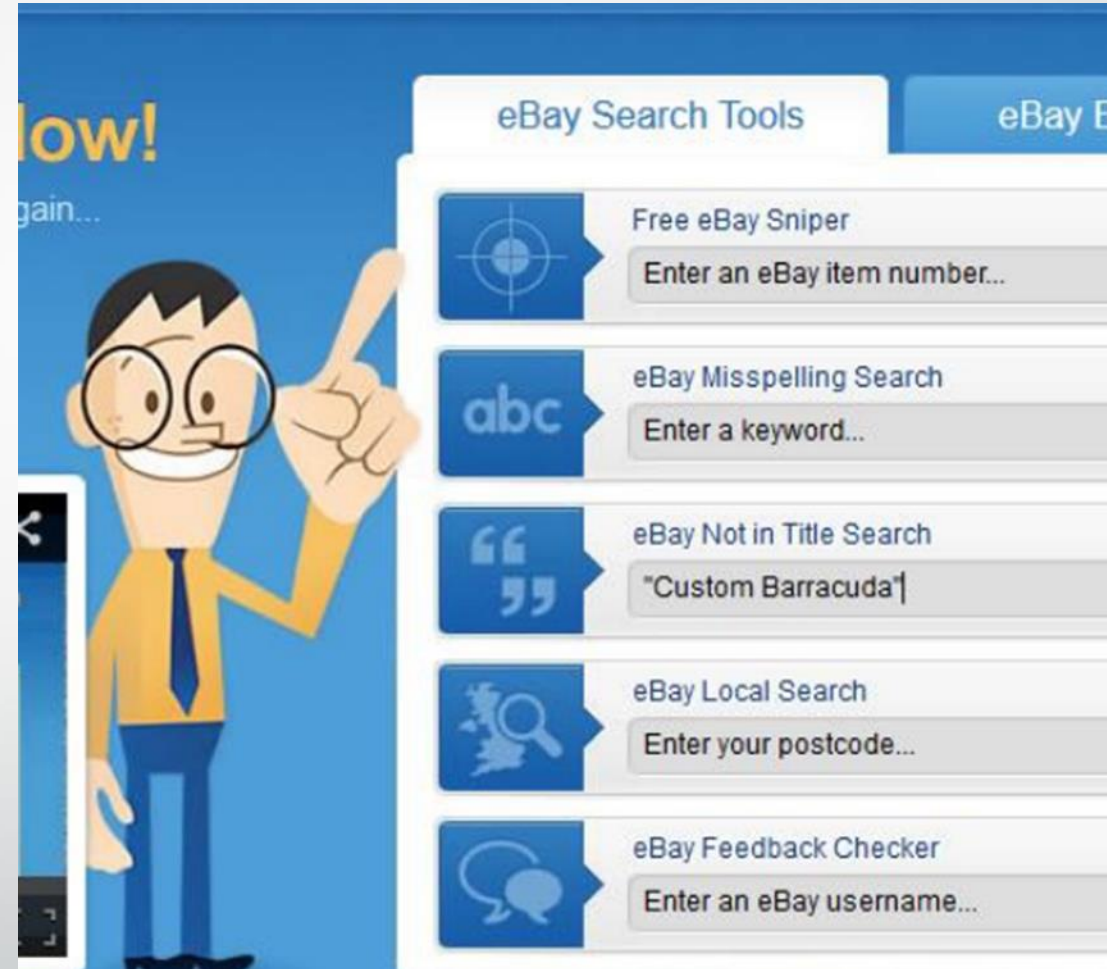 low!
gain...
eBay Search Tools
eBay
Free eBay Sniper
Enter an eBay item number...
abc
eBay Misspelling Search
Enter a keyword...
eBay Not in Title Search
"Custom Barracuda"
eBay Local Search
Enter your postcode...
eBay Feedback Checker
Enter an eBay username...